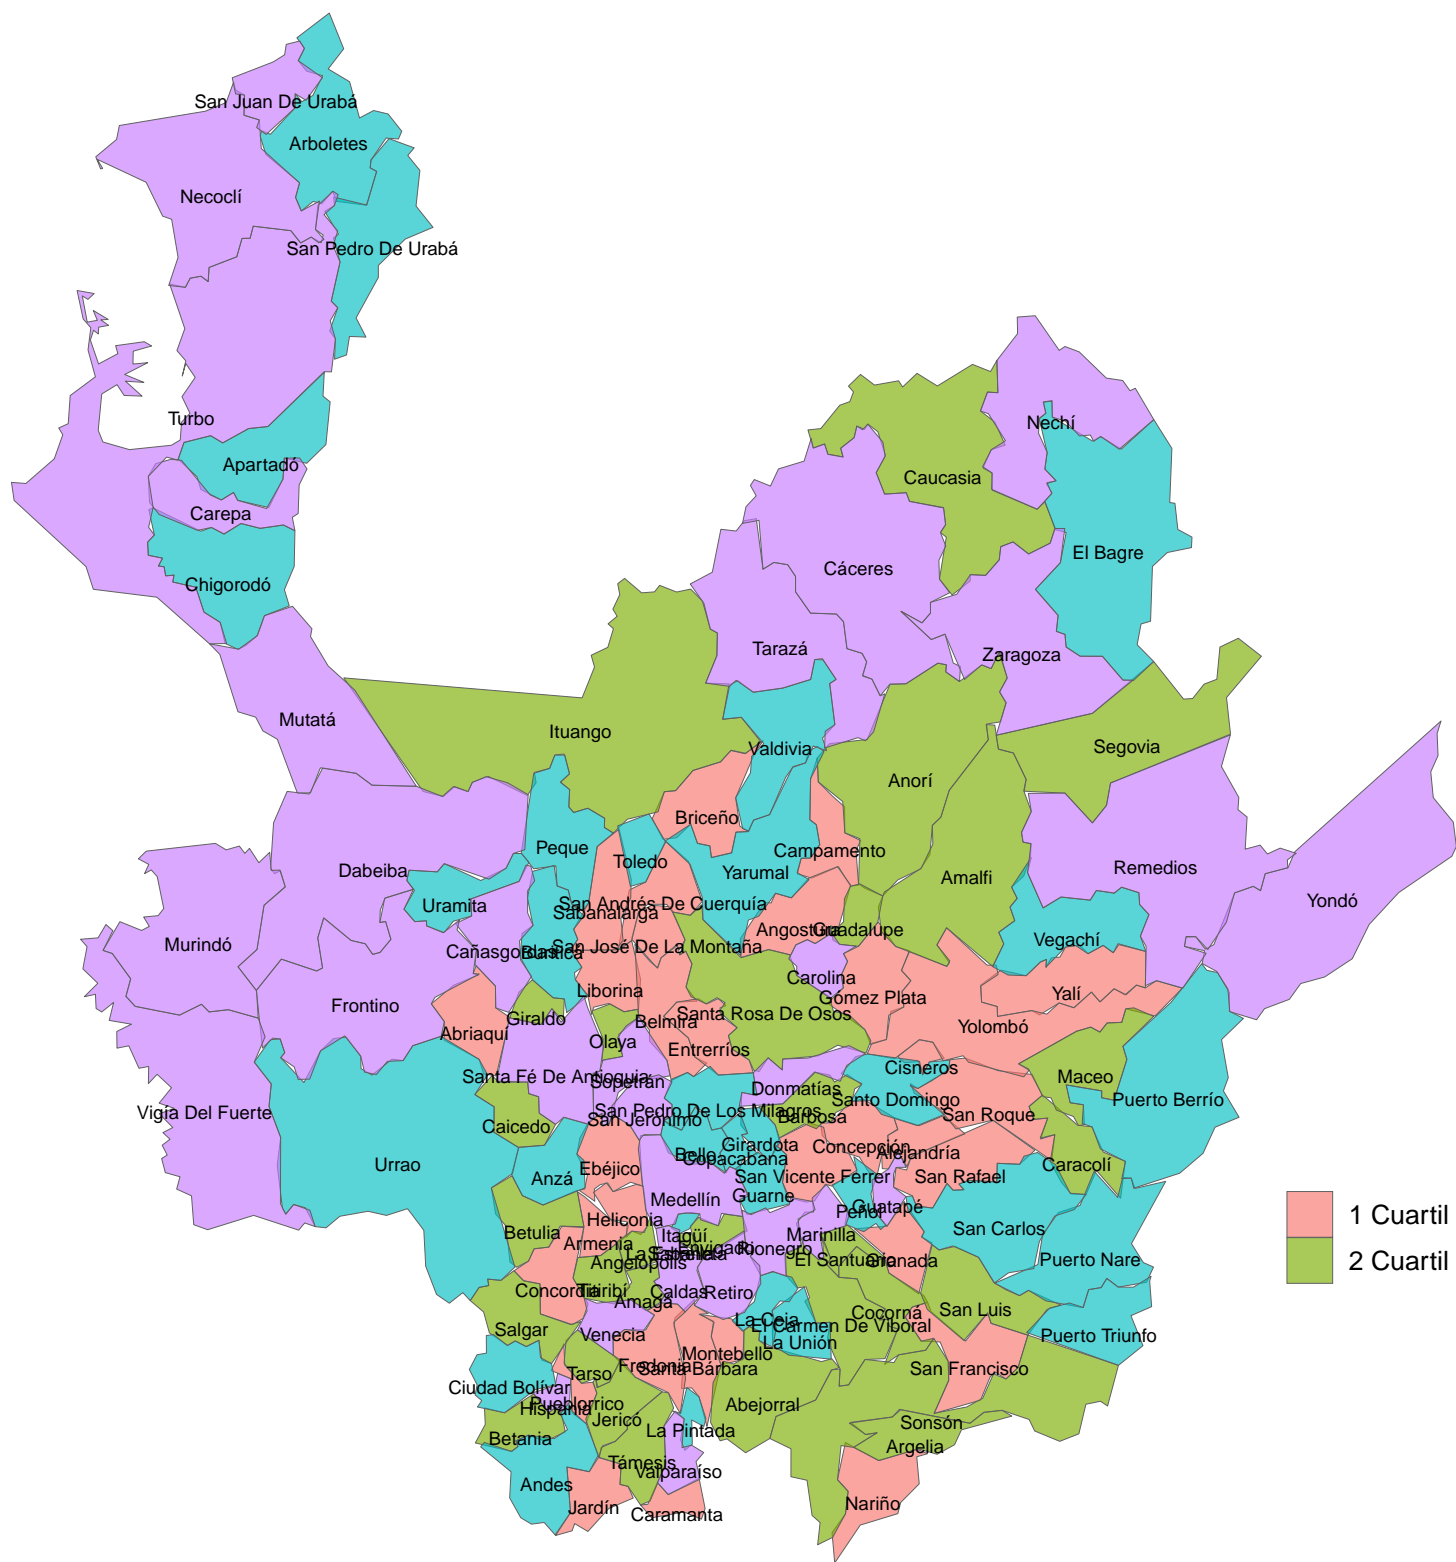 San Juan De Urabá
Arboletes
Necoclí
San Pedro De Urabá
Turbo
Nechí
Apartadó
Caucasia
Carepa
El Bagre
Cáceres
Chigorodó
Tarazá
Zaragoza
Mutatá
Ituango
Valdivia
Segovia
Anorí
Briceño
Peque
Campamento
Toledo
Dabeiba
Yarumal
Amalfi
Remedios
Yondó
San Andrés De Cuerquía
Uramita
Sabanalarga
Angostura
Guadalupe
Murindó
Vegachí
San José De La Montaña
Cañasgordas
Buriticá
Carolina
Liborina
Yalí
Gómez Plata
Frontino
Santa Rosa De Osos
Giraldo
Belmira
Yolombó
Abriaquí
Olaya
Entrerríos
Cisneros
Santa Fé De Antioquia
Maceo
Sopetrán
Donmatías
Santo Domingo
Puerto Berrío
Vigía Del Fuerte
San Pedro De Los Milagros
San Roque
Barbosa
San Jerónimo
Caicedo
Girardota
Concepción
Alejandría
Bello
Copacabana
Urrao
Ebéjico
Caracolí
Anzá
San Vicente Ferrer
San Rafael
Medellín
Guarne
Guatapé
Peñol
Heliconia
San Carlos
Betulia
Itagüí
Marinilla
Armenia
Envigado
Rionegro
La Estrella
Sabaneta
El Santuario
Granada
Puerto Nare
Angelópolis
Concordia
Titiribí
Caldas
Retiro
Amagá
San Luis
Cocorná
La Ceja
El Carmen De Viboral
Salgar
Venecia
La Unión
Puerto Triunfo
Montebello
Fredonia
Santa Bárbara
San Francisco
Tarso
Ciudad Bolívar
Pueblorrico
Abejorral
Hispania
Jericó
Sonsón
La Pintada
Betania
Argelia
Támesis
Valparaíso
Andes
Nariño
Jardín
Caramanta
1 Cuartil
2 Cuartil